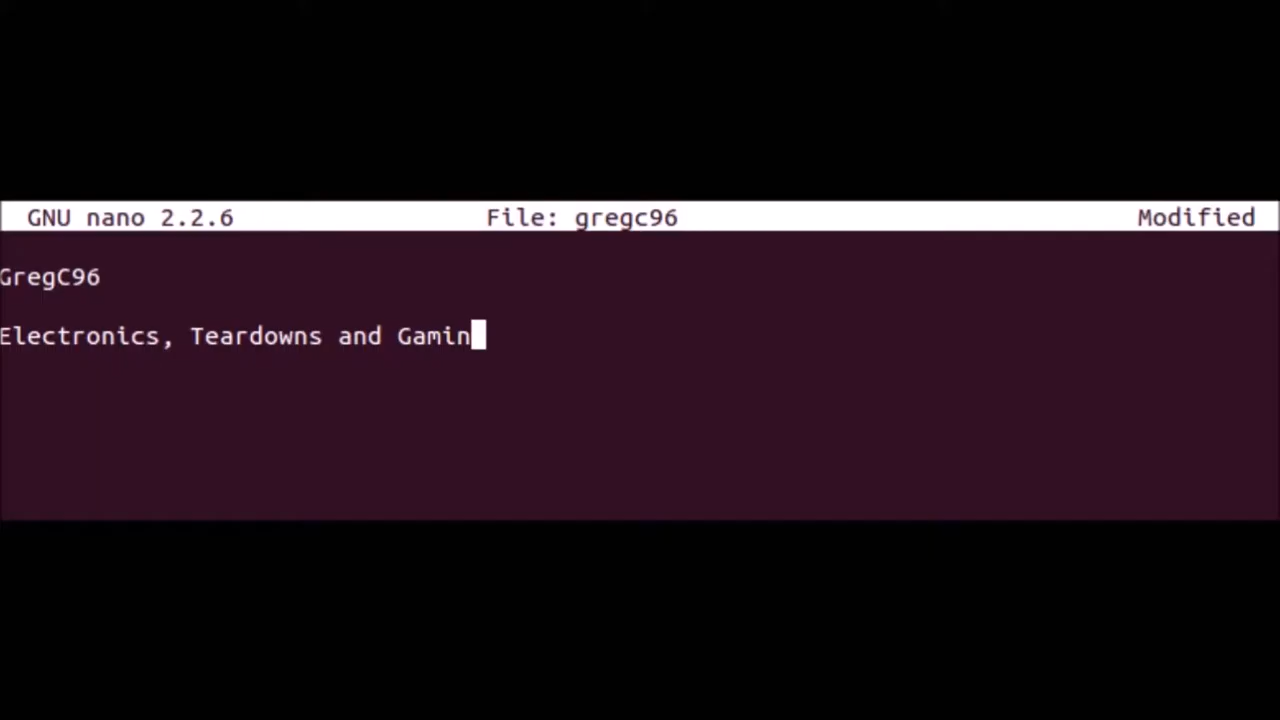 GNU nano 2.2.6 File: gregc96 Modified
GregC96
Electronics, Teardowns and Gamin